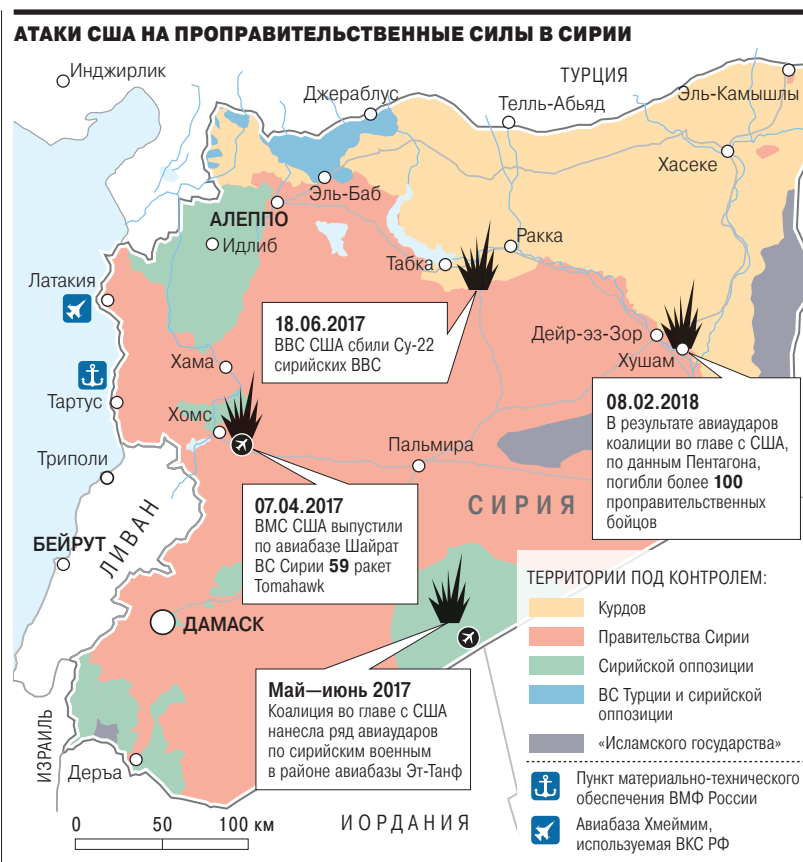 АТАКИ США НА ПРОПРАВИТЕЛЬСТВЕННЫЕ СИЛЫ В СИРИИ
Инджирлик
ТУРЦИЯ
Джераблус
Телль-Абьяд
Эль-Камышлы
Хасеке
Эль-Баб
АЛЕППО
Идлиб
Ракка
Табка
Латакия
18.06.2017
ВВС США сбили Су-22
сирийских ВВС
Дейр-эз-Зор
Хушам
Хама
Тартус
Хомс
08.02.2018
В результате авиаударов
коалиции во главе с США,
по данным Пентагона,
погибли более 100
проправительственных
бойцов
Пальмира
Триполи
СИРИЯ
07.04.2017
ВМС США выпустили
по авиабазе Шайрат
ВС Сирии 59 ракет
Tomahawk
ЛИВАН
БЕЙРУТ
ДАМАСК
Май—июнь 2017
Коалиция во главе с США
нанесла ряд авиаударов
по сирийским военным
в районе авиабазы Эт-Танф
ИЗРАИЛЬ
Деръа
ИОРДАНИЯ
0 50 100 км
ТЕРРИТОРИИ ПОД КОНТРОЛЕМ:
Курдов
Правительства Сирии
Сирийской оппозиции
ВС Турции и сирийской
оппозиции
«Исламского государства»
Пункт материально-технического
обеспечения ВМФ России
Авиабаза Хмеймим,
используемая ВКС РФ